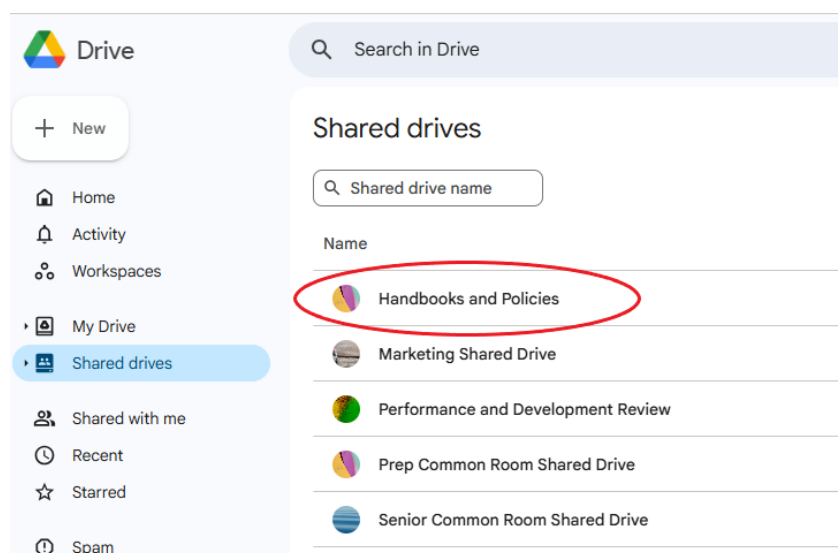 Drive
Search in Drive
New
Shared drives
Shared drive name
Home
Activity
Workspaces
My Drive
Shared drives
Shared with me
Recent
Starred
Spam
Name
Handbooks and Policies
Marketing Shared Drive
Performance and Development Review
Prep Common Room Shared Drive
Senior Common Room Shared Drive